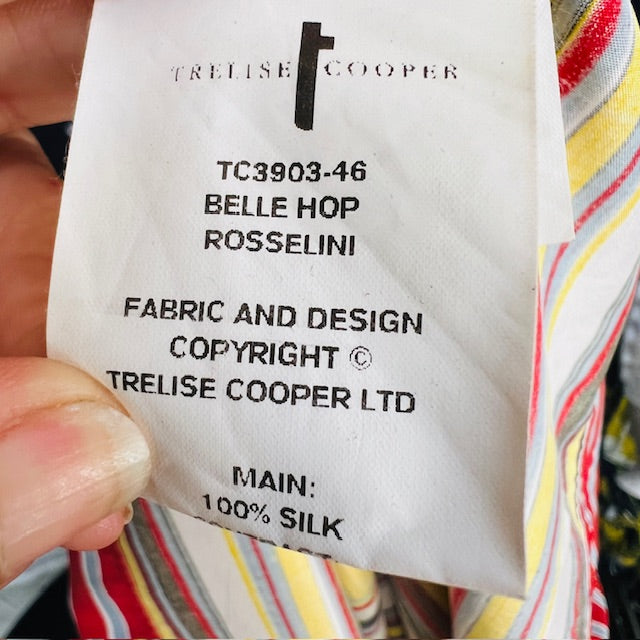 TRELISE COOPER
TC3903-46
BELLE HOP
ROSSELINI
FABRIC AND DESIGN
COPYRIGHT ©
TRELISE COOPER LTD
MAIN:
100% SILK